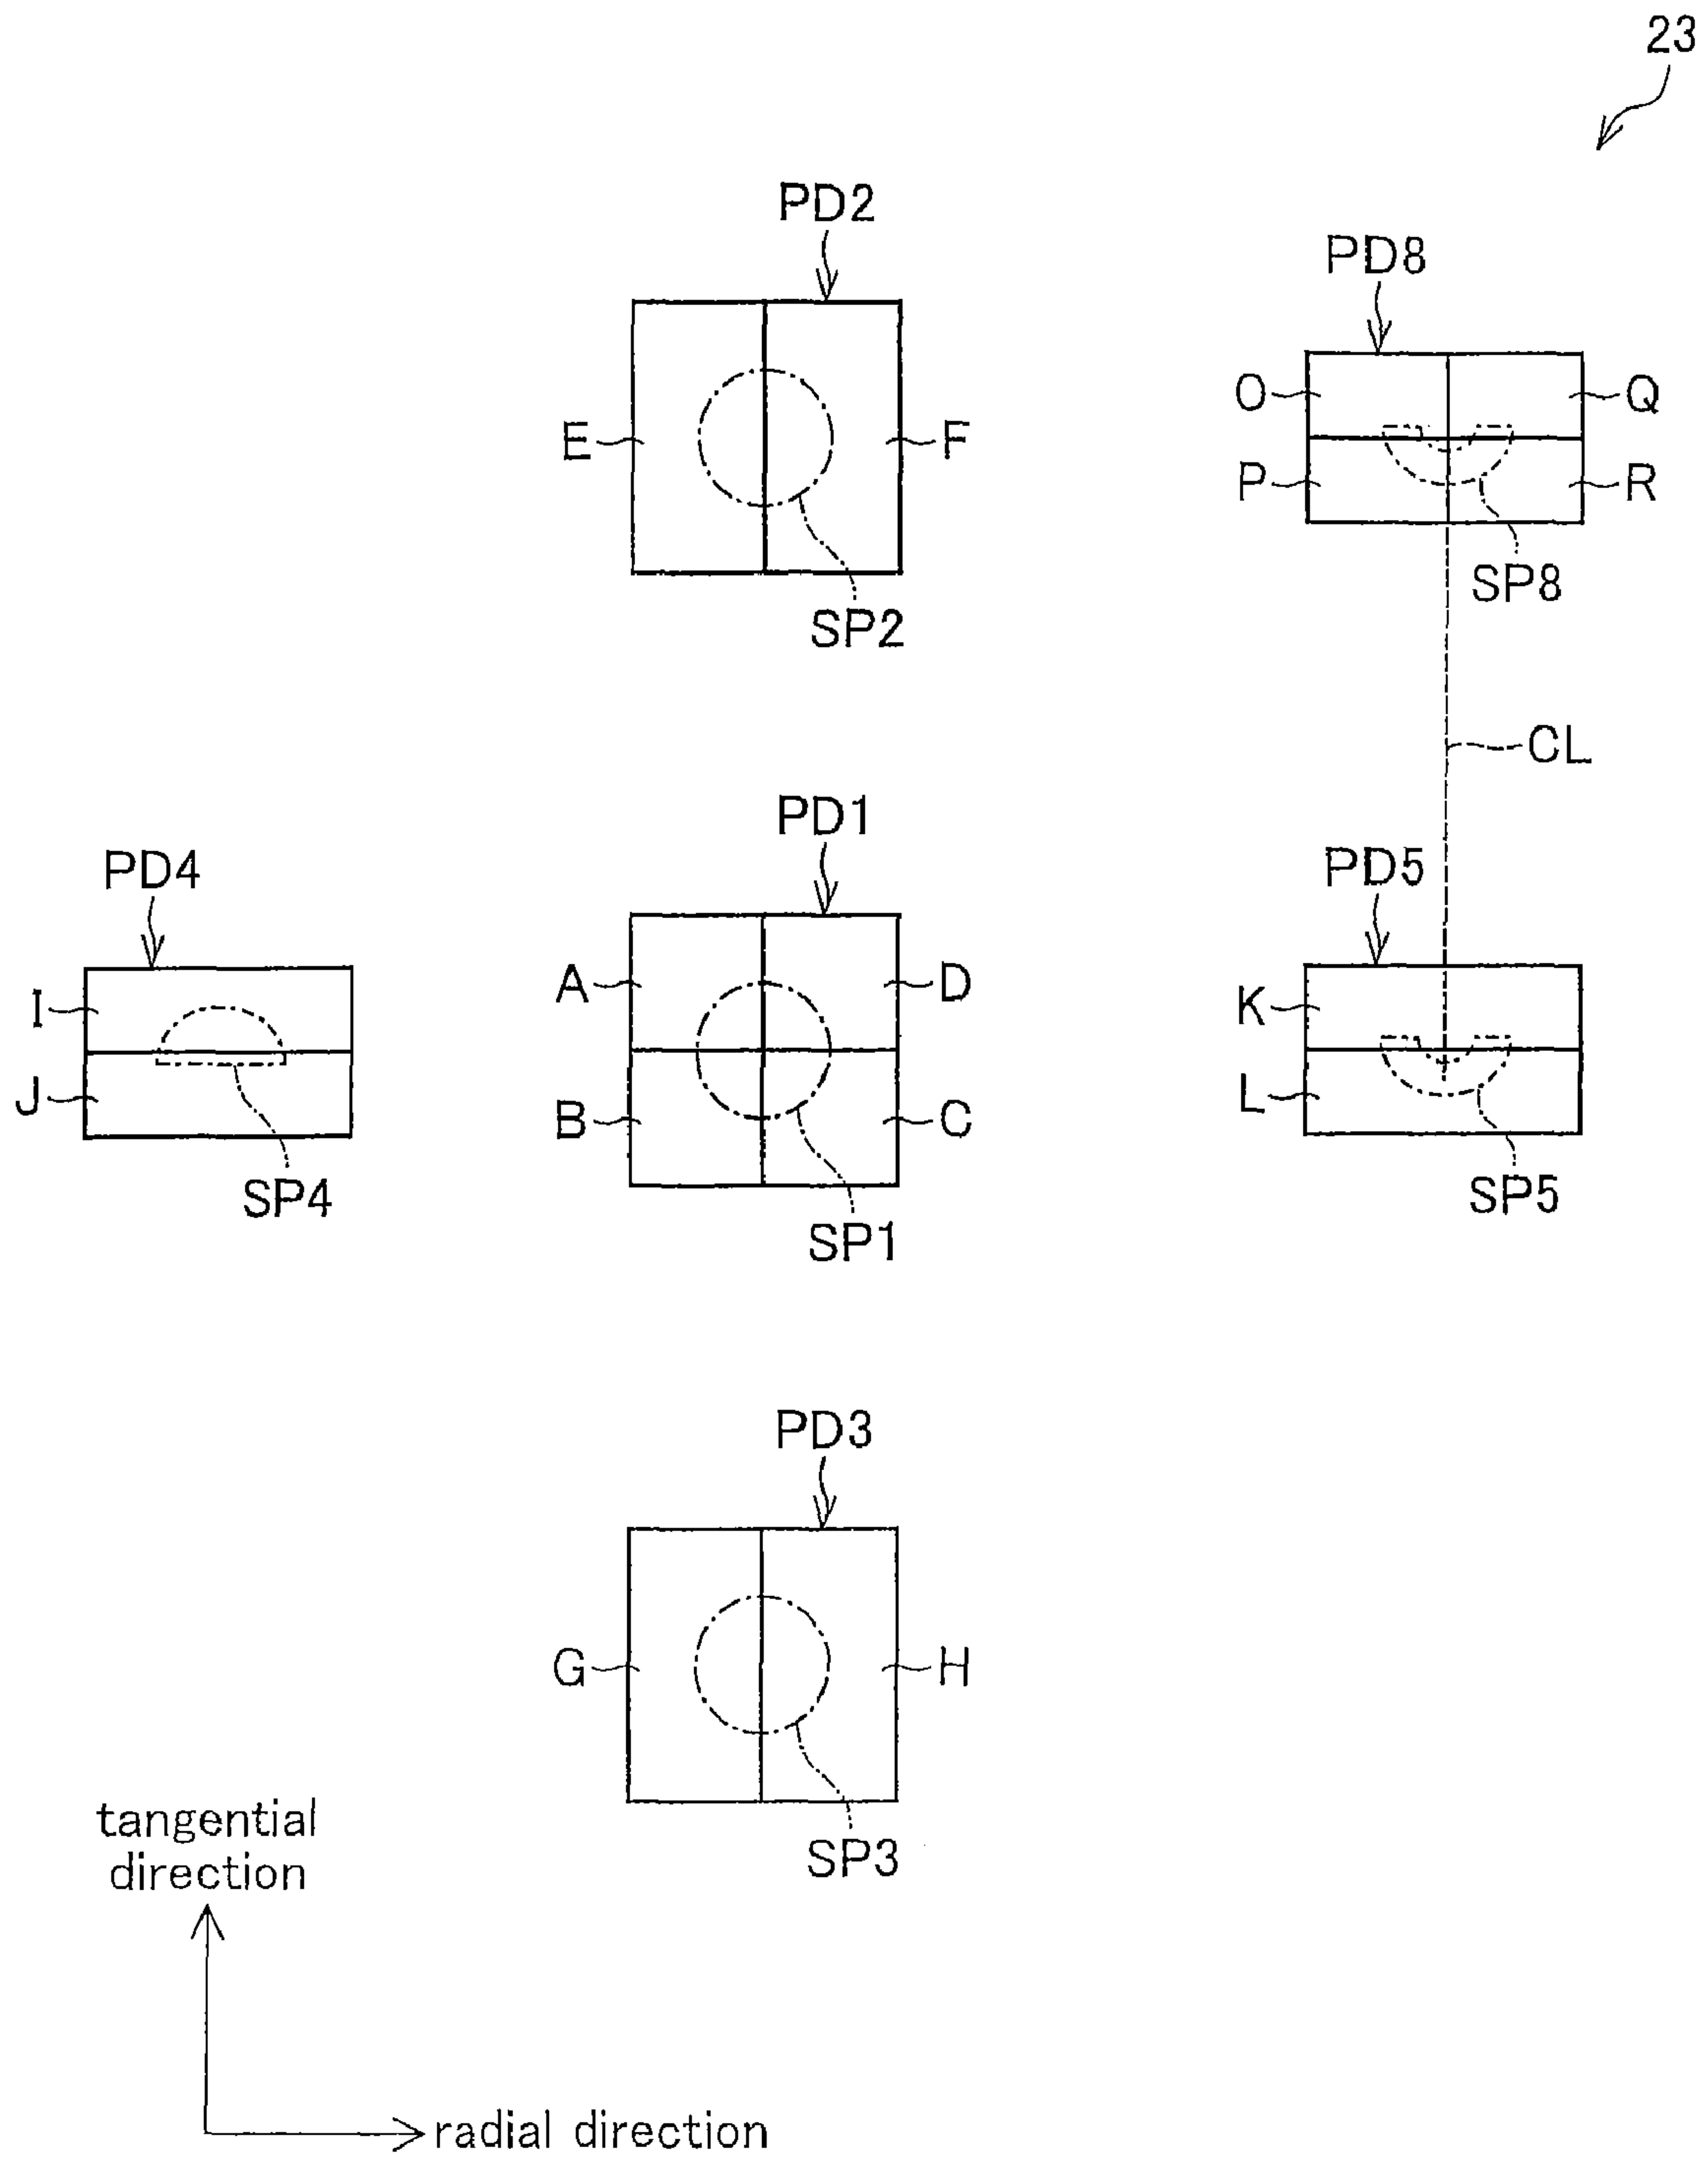 23
PD2
PD8
O
Q
E
F
P
R
SP8
SP2
CL
PD1
PD5
PD4
A
D
I
K
J
B
C
L
SP4
SP5
SP1
PD3
G
H
tangential
direction
SP3
radial direction